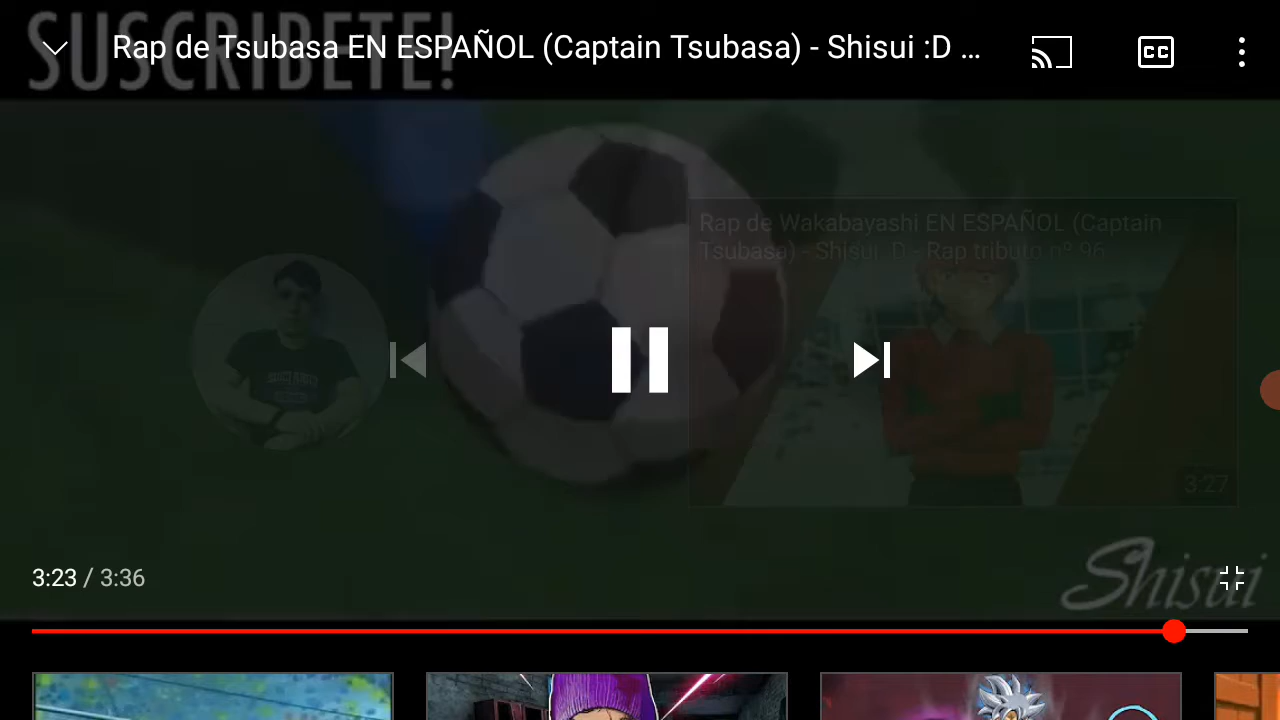 SUSCRIBETE!
Rap de Tsubasa EN ESPAÑOL (Captain Tsubasa) - Shisui :D ...
CC
Rap de Wakabayashi EN ESPAÑOL (Captain
Tsubasa) - Shisui :D - Rap tributo nº 96
3:27
3:23 / 3:36
Shisui